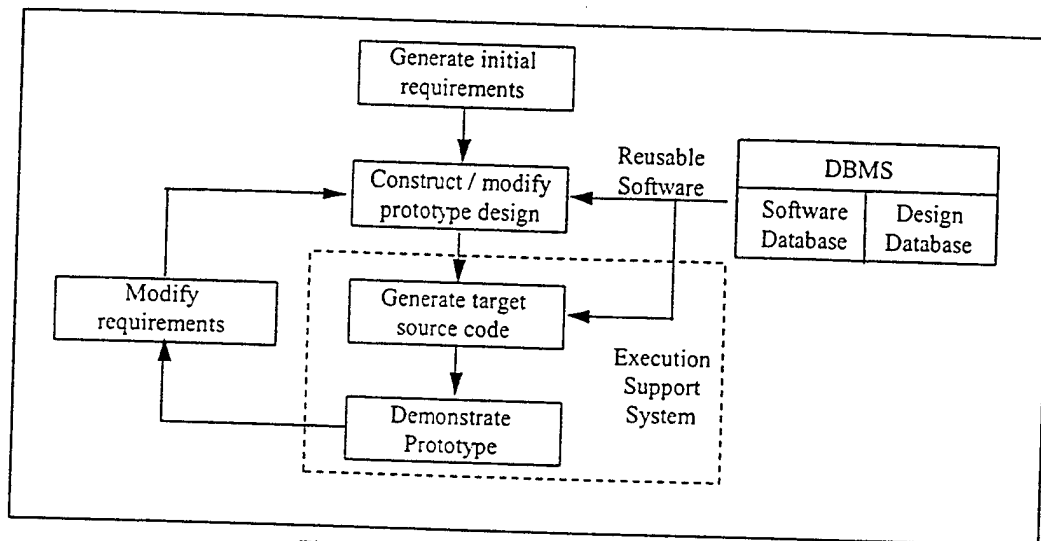 Generate initial
requirements
Reusable
Software
DBMS
Software
Database
Design
Database
Construct / modify
prototype design
Modify
requirements
Generate target
source code
Execution
Support
System
Demonstrate
Prototype